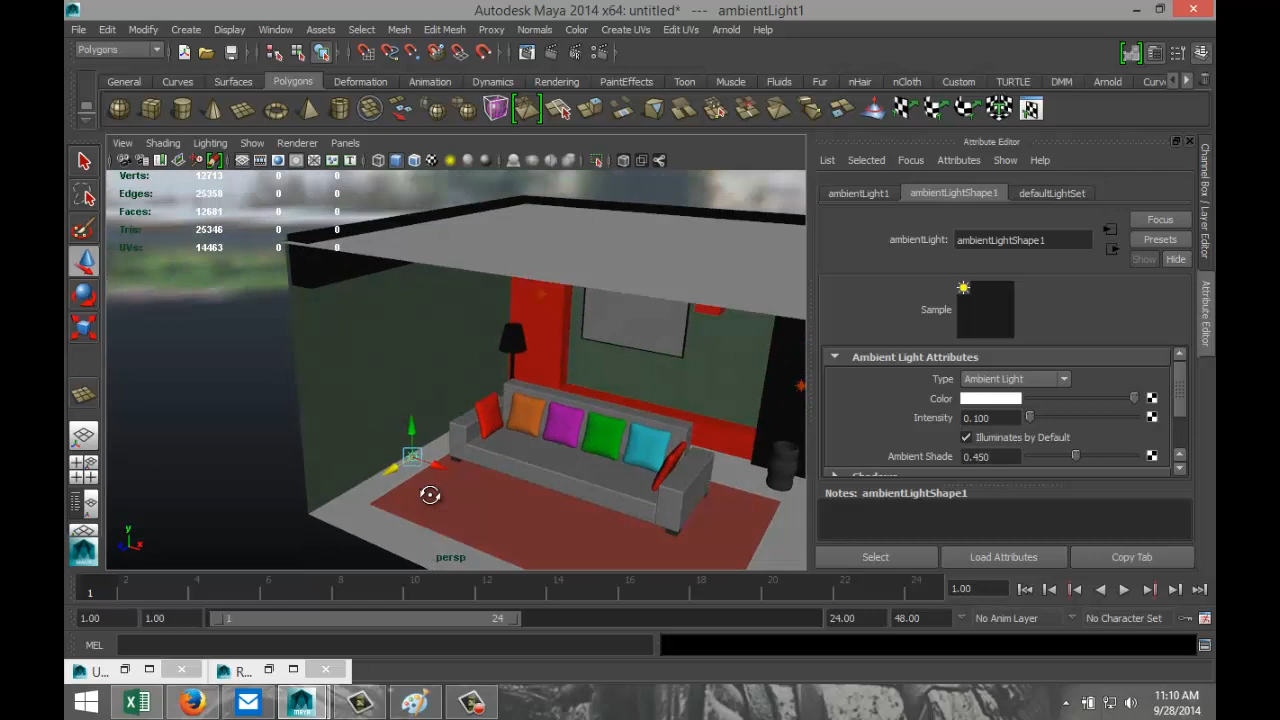 Autodesk Maya 2014 x64: untitled*   ---   ambientLight1
File Edit Modify Create Display Window Assets Select Mesh Edit Mesh Proxy Normals Color Create UVs Edit UVs Arnold Help
Polygons
General Curves Surfaces Polygons Deformation Animation Dynamics Rendering PaintEffects Toon Muscle Fluids Fur nHair nCloth Custom TURTLE DMM Arnold Curv
View Shading Lighting Show Renderer Panels
Verts: 12713 0 0
Edges: 25358 0 0
Faces: 12681 0 0
Tris: 25346 0 0
UVs: 14463 0 0
persp
y
z x
Attribute Editor
List Selected Focus Attributes Show Help
ambientLight1 ambientLightShape1 defaultLightSet
Focus
ambientLight: ambientLightShape1
Presets
Show Hide
Sample
Ambient Light Attributes
Type Ambient Light
Color
Intensity 0.100
Illuminates by Default
Ambient Shade 0.450
Shadows
Notes: ambientLightShape1
Select Load Attributes Copy Tab
Channel Box / Layer Editor
Attribute Editor
2 4 6 8 10 12 14 16 18 20 22 24
1
1.00
1.00 1.00 1 24 24.00 48.00 No Anim Layer No Character Set
MEL
U... R...
MAYA
11:10 AM
9/28/2014